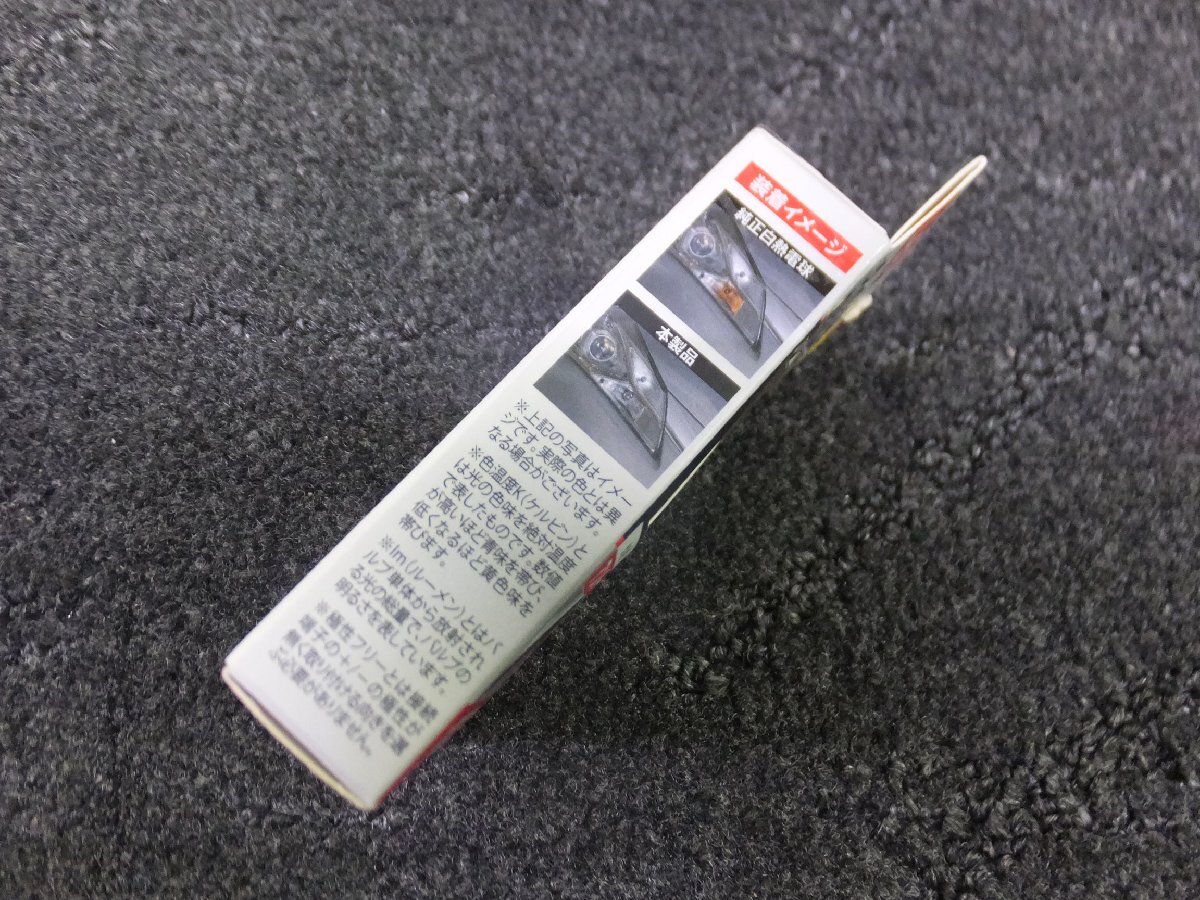 装着イメージ
純正白熱電球
本製品
※上記の写真はイメー
ジです。実際の色とは異
なる場合がございます。
※色温度K(ケルビン)と
は光の色味を絶対温度
で表したものです。数値
が高いほど青味を帯び、
低くなるほど黄色味を
帯びます。
※lm(ルーメン)とはバ
ルブ単体から放射され
る光の総量で、バルブの
明るさを表しています。
※極性フリーとは接続
端子の+/-の極性が
無く取り付ける向きを選
ぶ必要がありません。